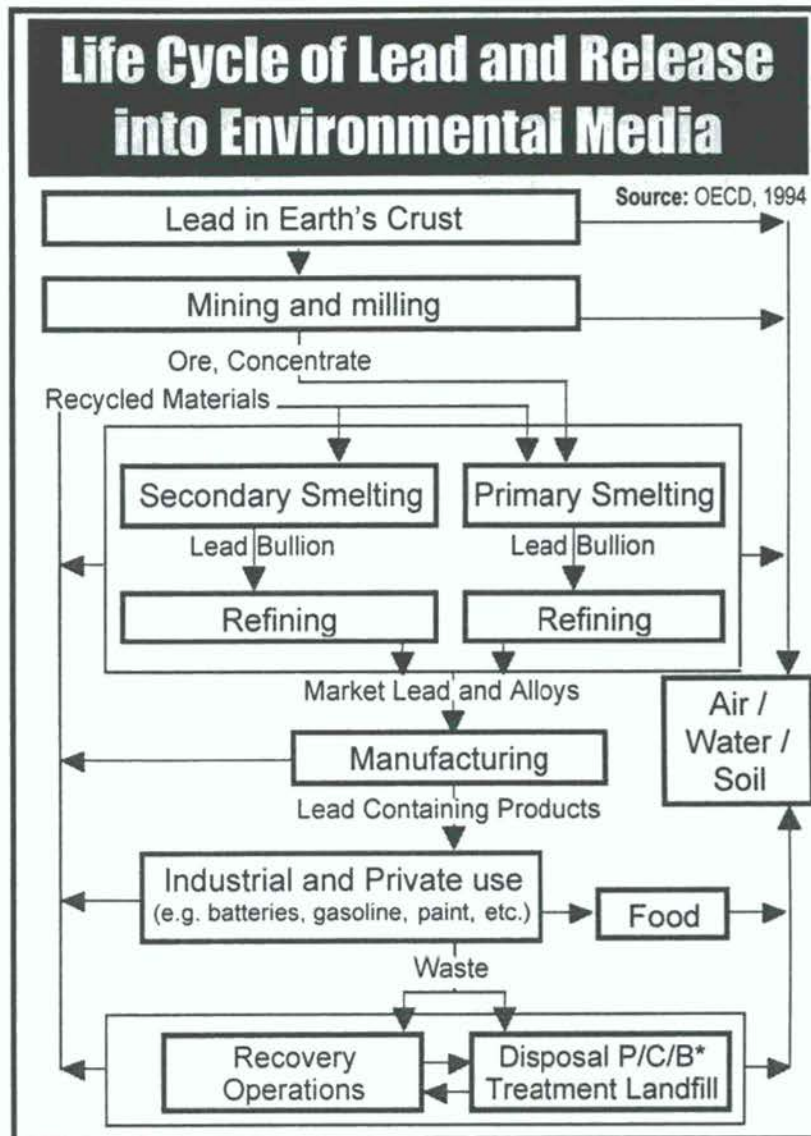 Life Cycle of Lead and Release
into Environmental Media
Source: OECD, 1994
Lead in Earth's Crust
Mining and milling
Ore, Concentrate
Recycled Materials
Secondary Smelting
Primary Smelting
Lead Bullion
Lead Bullion
Refining
Refining
Market Lead and Alloys
Air /
Water /
Soil
Manufacturing
Lead Containing Products
Industrial and Private use
(e.g. batteries, gasoline, paint, etc.)
Food
Waste
Recovery
Operations
Disposal P/C/B*
Treatment Landfill